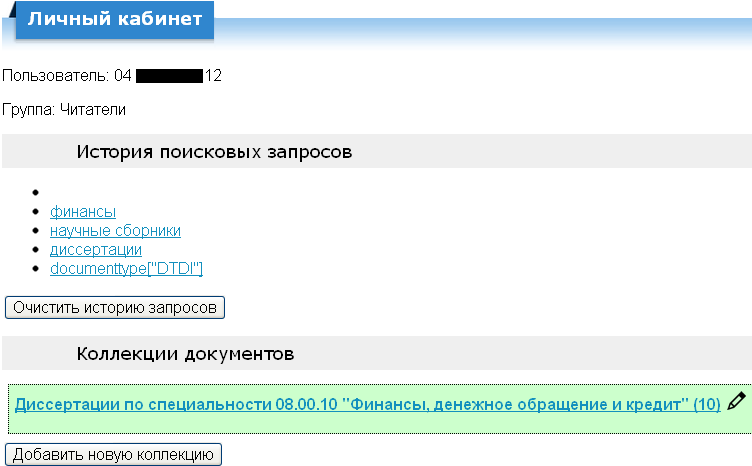 Личный кабинет
Пользователь: 04 12
Группа: Читатели
История поисковых запросов
финансы
научные сборники
диссертации
documenttype["DTDI"]
Очистить историю запросов
Коллекции документов
Диссертации по специальности 08.00.10 "Финансы, денежное обращение и кредит" (10)
Добавить новую коллекцию